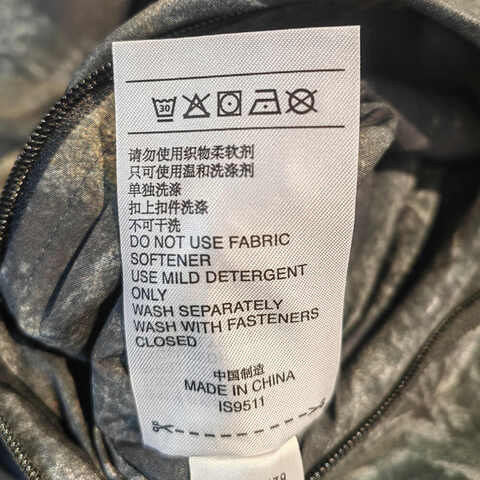 30
请勿使用织物柔软剂
只可使用温和洗涤剂
单独洗涤
扣上扣件洗涤
不可干洗
DO NOT USE FABRIC
SOFTENER
USE MILD DETERGENT
ONLY
WASH SEPARATELY
WASH WITH FASTENERS
CLOSED
中国制造
MADE IN CHINA
IS9511